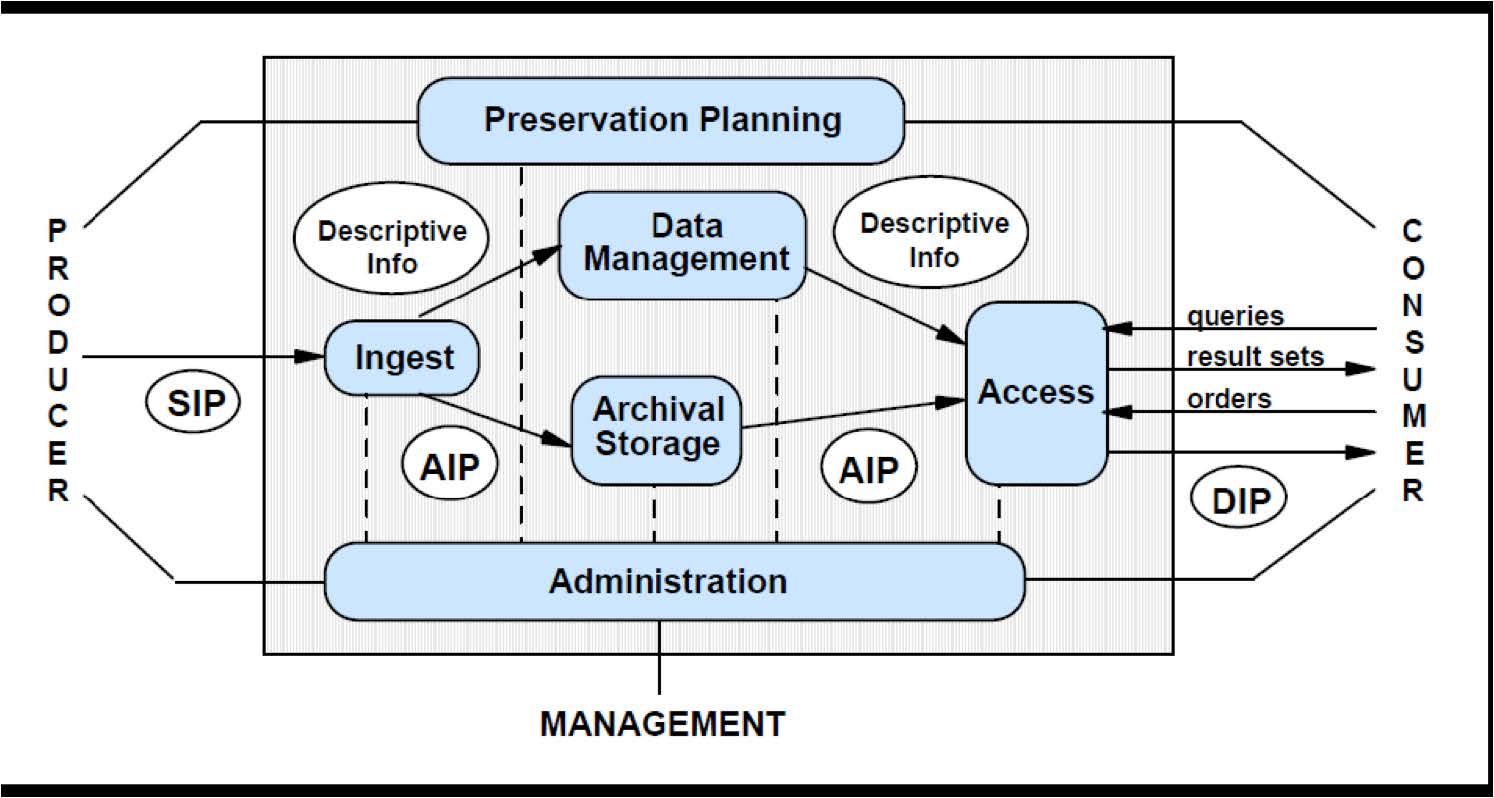 Preservation Planning
PRODUCER
Descriptive
Info
Data
Management
Descriptive
Info
CONSUMER
Ingest
SIP
Archival
Storage
Access
queries
result sets
orders
AIP
AIP
DIP
Administration
MANAGEMENT